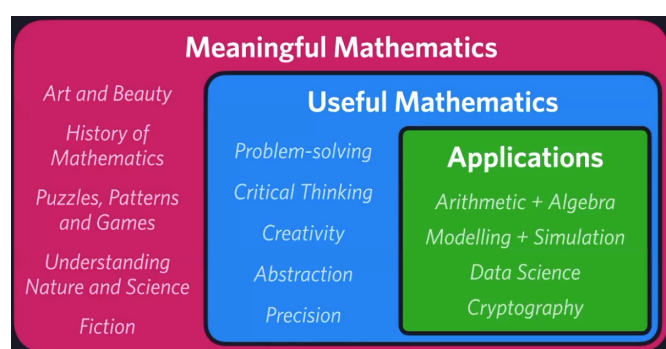 Meaningful Mathematics
Art and Beauty
History of
Mathematics
Puzzles, Patterns
and Games
Understanding
Nature and Science
Fiction
Useful Mathematics
Problem-solving
Critical Thinking
Creativity
Abstraction
Precision
Applications
Arithmetic + Algebra
Modelling + Simulation
Data Science
Cryptography